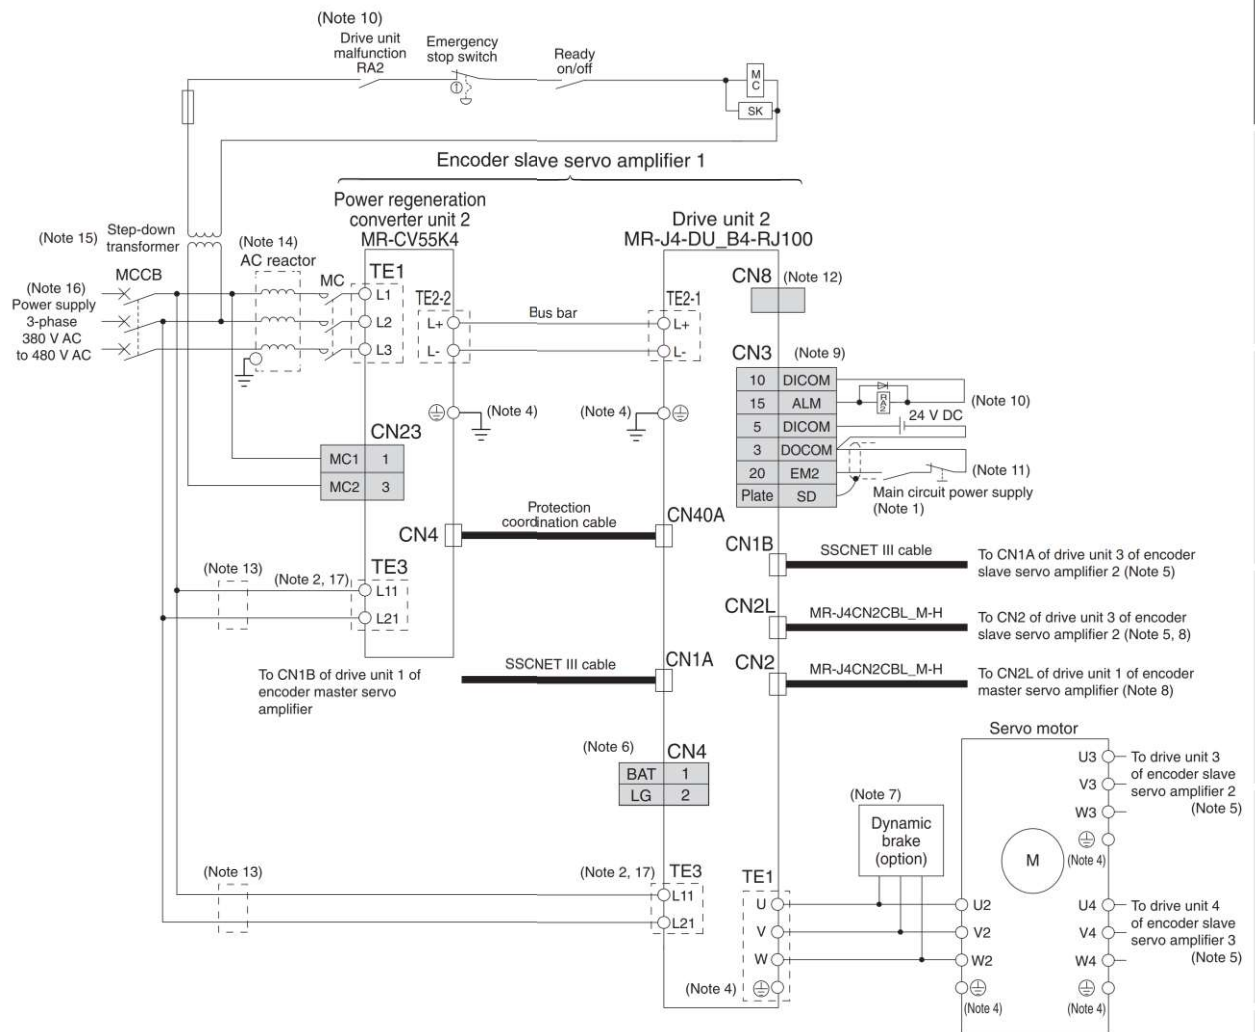 (Note 10)
Drive unit
malfunction
RA2
Emergency
stop switch
Ready
on/off
MC
SK
Encoder slave servo amplifier 1
Power regeneration
converter unit 2
MR-CV55K4
Drive unit 2
MR-J4-DU_B4-RJ100
(Note 15)
Step-down
transformer
(Note 14)
AC reactor
MCCB
MC
TE1
(Note 16)
Power supply
3-phase
380 V AC
to 480 V AC
L1
L2
L3
TE2-2
L+
L-
Bus bar
TE2-1
L+
L-
CN8 (Note 12)
CN3 (Note 9)
10 DICOM
15 ALM
5 DICOM
3 DOCOM
20 EM2
Plate SD
RA2
(Note 10)
24 V DC
(Note 11)
Main circuit power supply
(Note 1)
(Note 4)
(Note 4)
CN23
MC1 1
MC2 3
CN4
Protection
coordination cable
CN40A
CN1B
SSCNET III cable
To CN1A of drive unit 3 of encoder
slave servo amplifier 2 (Note 5)
(Note 13)
(Note 2, 17)
TE3
L11
L21
CN2L
MR-J4CN2CBL_M-H
To CN2 of drive unit 3 of encoder
slave servo amplifier 2 (Note 5, 8)
To CN1B of drive unit 1 of
encoder master servo
amplifier
SSCNET III cable
CN1A
CN2
MR-J4CN2CBL_M-H
To CN2L of drive unit 1 of encoder
master servo amplifier (Note 8)
(Note 6)
CN4
BAT 1
LG 2
Servo motor
U3
V3
W3
(Note 4)
To drive unit 3
of encoder slave
servo amplifier 2
(Note 5)
(Note 7)
Dynamic
brake
(option)
M
(Note 13)
(Note 2, 17)
TE3
L11
L21
TE1
U
V
W
(Note 4)
U2
V2
W2
(Note 4)
U4
V4
W4
(Note 4)
To drive unit 4
of encoder slave
servo amplifier 3
(Note 5)